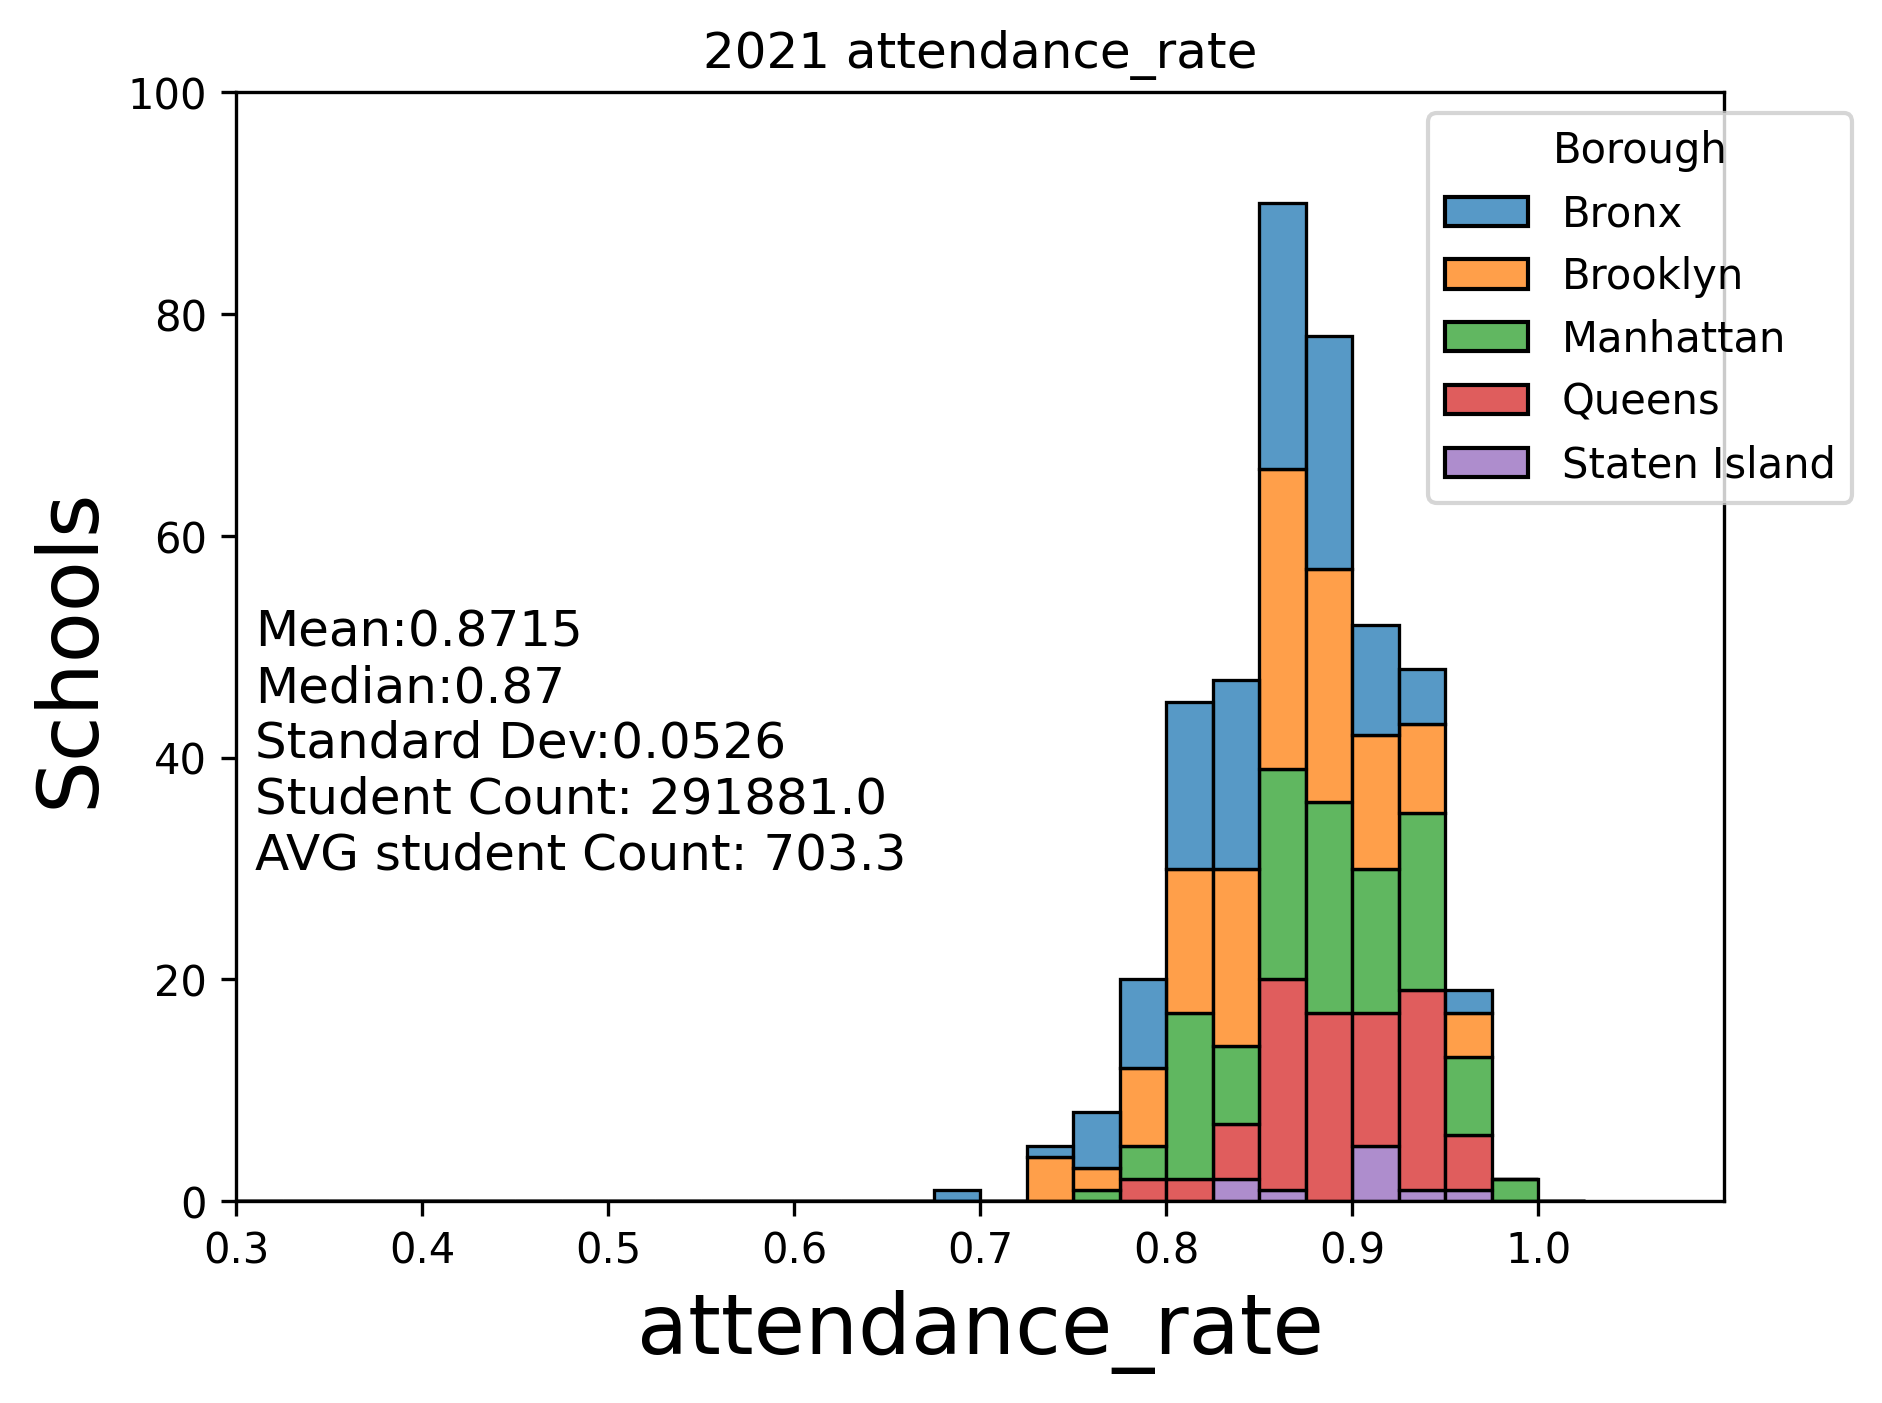 2021 attendance_rate
100
80
60
40
20
0
Schools
Borough
Bronx
Brooklyn
Manhattan
Queens
Staten Island
Mean:0.8715
Median:0.87
Standard Dev:0.0526
Student Count: 291881.0
AVG student Count: 703.3
0.3 0.4 0.5 0.6 0.7 0.8 0.9 1.0
attendance_rate